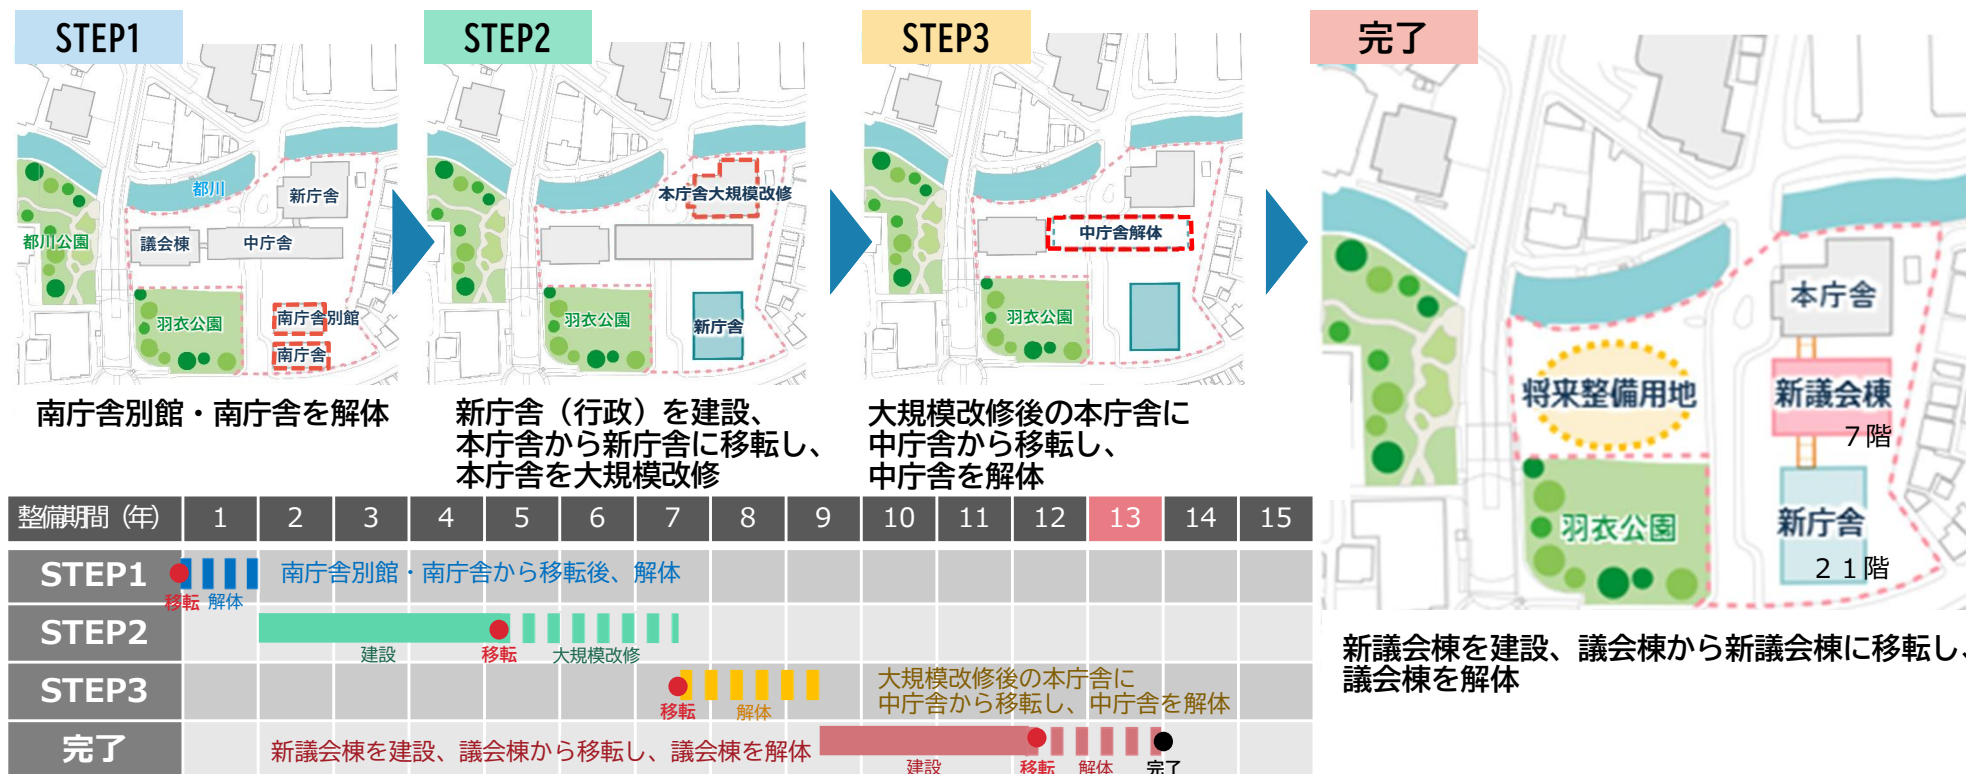 STEP1
都川
新庁舎
都川公園
議会棟
中庁舎
羽衣公園
南庁舎別館
南庁舎
南庁舎別館・南庁舎を解体
STEP2
本庁舎大規模改修
羽衣公園
新庁舎
新庁舎（行政）を建設、
本庁舎から新庁舎に移転し、
本庁舎を大規模改修
STEP3
中庁舎解体
羽衣公園
大規模改修後の本庁舎に
中庁舎から移転し、
中庁舎を解体
完了
本庁舎
将来整備用地
新議会棟
7階
羽衣公園
新庁舎
21階
新議会棟を建設、議会棟から新議会棟に移転し、
議会棟を解体
整備期間（年） 1 2 3 4 5 6 7 8 9 10 11 12 13 14 15
STEP1
南庁舎別館・南庁舎から移転後、解体
移転 解体
STEP2
建設 移転 大規模改修
STEP3
大規模改修後の本庁舎に
中庁舎から移転し、中庁舎を解体
移転 解体
完了
新議会棟を建設、議会棟から移転し、議会棟を解体
建設 移転 解体 完了